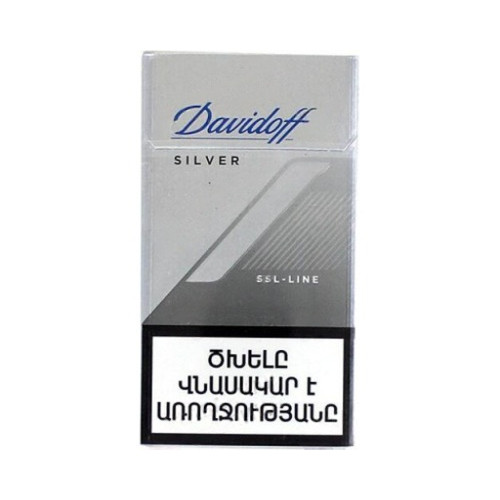 Davidoff
SILVER
SSL-LINE
ԾԽԵԼԸ
ՎՆԱՍԱԿԱՐ Է
ԱՌՈՂՋՈՒԹՅԱՆԸ